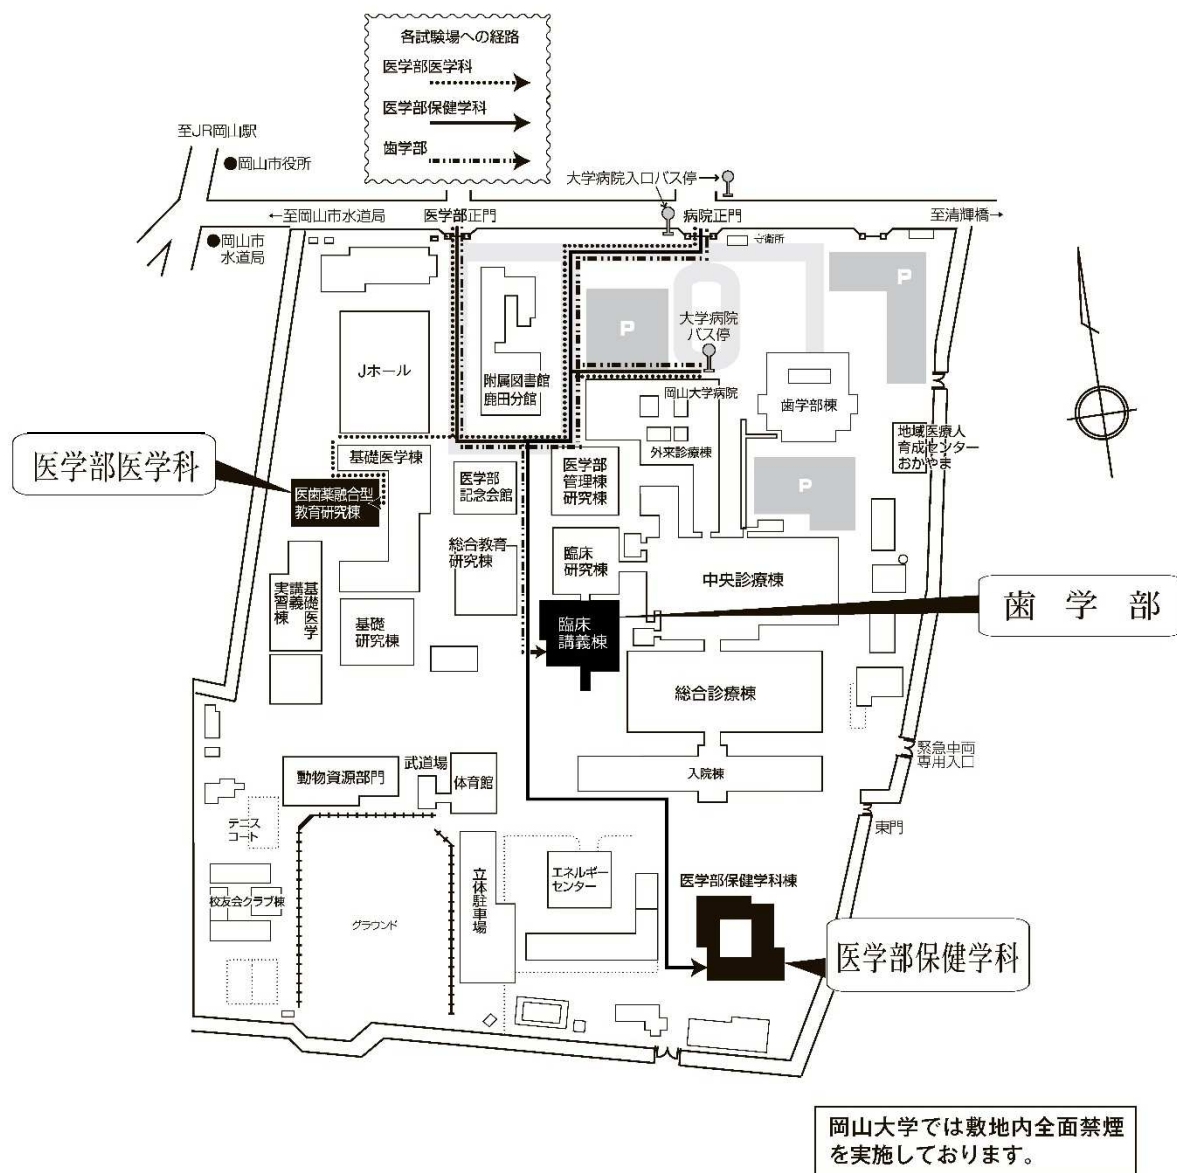 各試験場への経路
医学部医学科
医学部保健学科
歯学部
至JR岡山駅
●岡山市役所
大学病院入口バス停
←至岡山市水道局
医学部正門
病院正門
至清輝橋→
●岡山市
水道局
守衛所
P
P
大学病院
バス停
Jホール
附属図書館
鹿田分館
岡山大学病院
歯学部棟
外来診療棟
地域医療人
育成センター
おかやま
医学部医学科
基礎医学棟
医歯薬融合型
教育研究棟
医学部
記念会館
医学部
管理棟
研究棟
P
総合教育
研究棟
臨床
研究棟
中央診療棟
基礎医学
講義
実習棟
基礎
研究棟
臨床
講義棟
歯学部
総合診療棟
緊急車両
専用入口
動物資源部門
武道場
体育館
入院棟
東門
テニス
コート
立体駐車場
エネルギー
センター
医学部保健学科棟
校友会クラブ棟
グラウンド
医学部保健学科
岡山大学では敷地内全面禁煙
を実施しております。